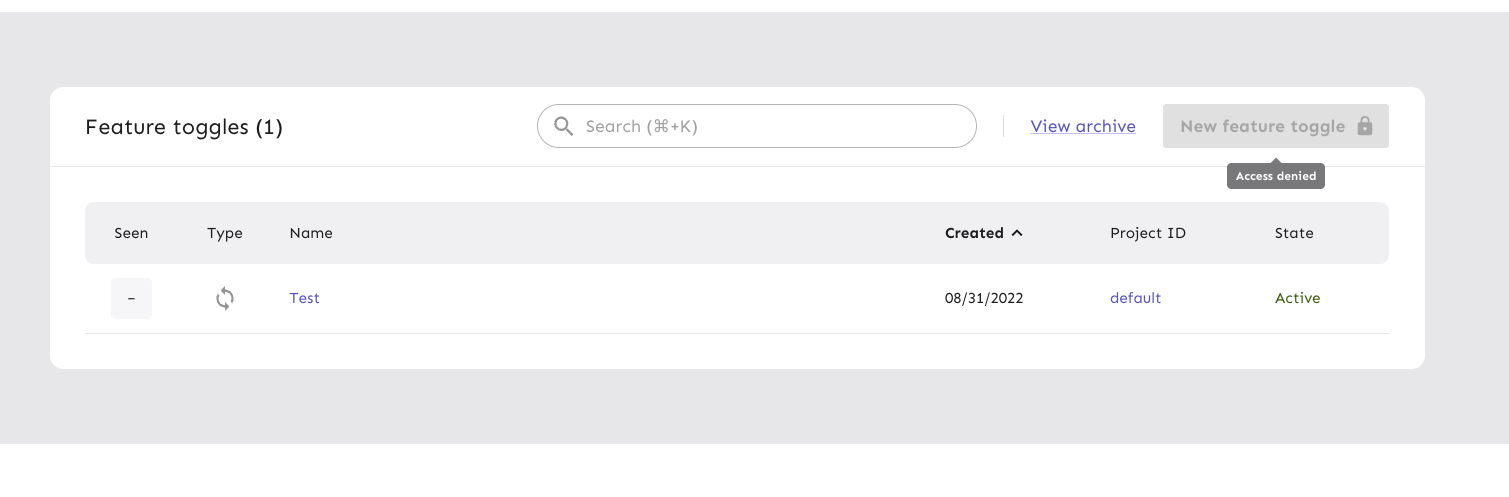 Feature toggles (1)
Search (⌘+K)
View archive
New feature toggle
Access denied
Seen Type Name Created Project ID State
– Test 08/31/2022 default Active